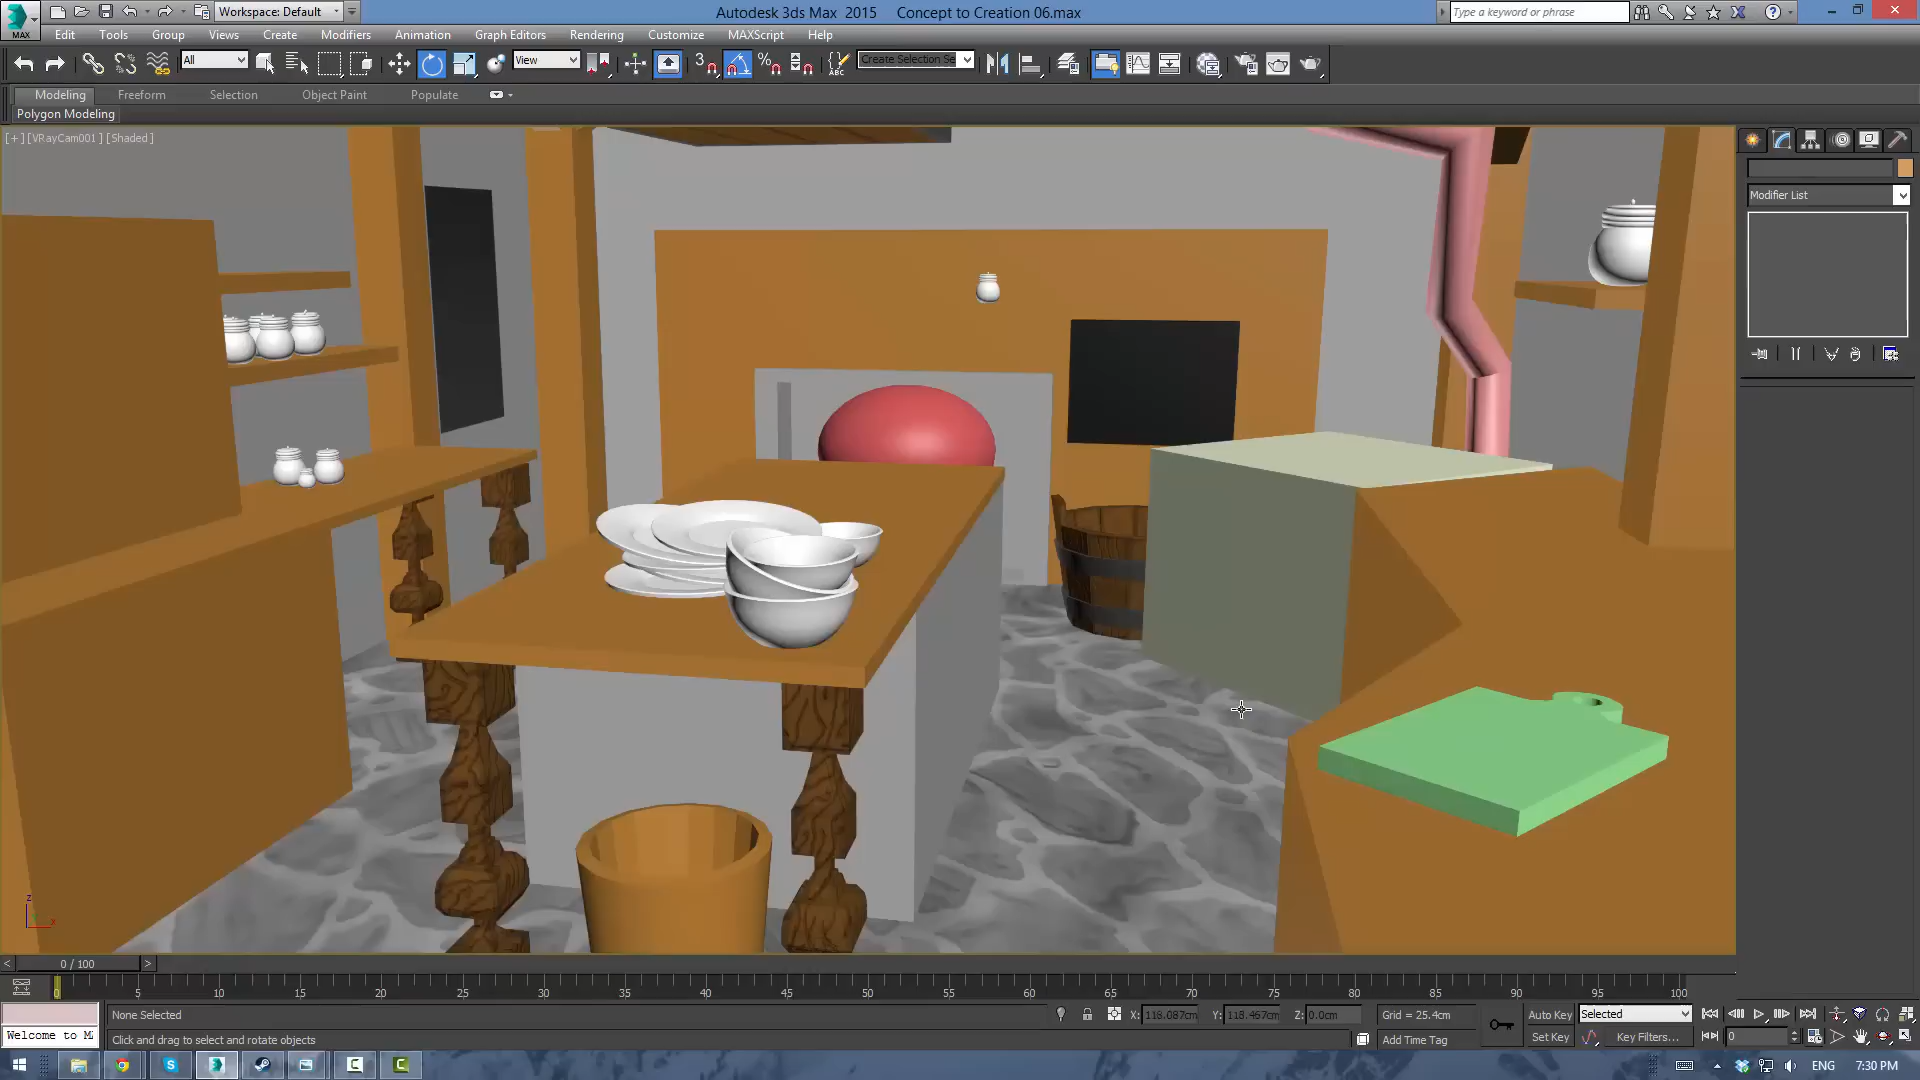 Workspace: Default
Autodesk 3ds Max 2015 Concept to Creation 06.max
Type a keyword or phrase
MAX
Edit Tools Group Views Create Modifiers Animation Graph Editors Rendering Customize MAXScript Help
All
View
3
ABC
Create Selection Se
Modeling Freeform Selection Object Paint Populate
Polygon Modeling
[+] [VRayCam001 ] [Shaded ]
Modifier List
z
x
< 0 / 100 >
0 5 10 15 20 25 30 35 40 45 50 55 60 65 70 75 80 85 90 95 100
None Selected
X: 118.087cm Y: 118.467cm Z: 0.0cm Grid = 25.4cm
Auto Key Selected
Welcome to M
Click and drag to select and rotate objects
Add Time Tag
Set Key Key Filters... 0
ENG 7:30 PM